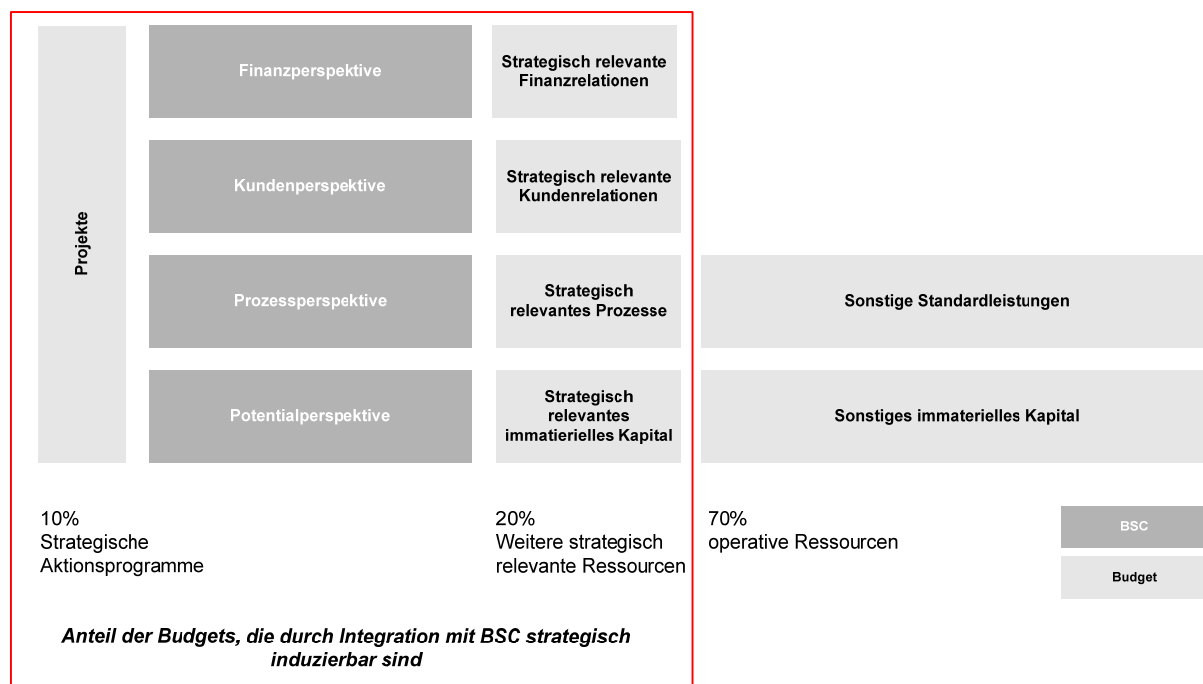 Projekte
Finanzperspektive
Strategisch relevante
Finanzrelationen
Kundenperspektive
Strategisch relevante
Kundenrelationen
Prozessperspektive
Strategisch
relevantes Prozesse
Sonstige Standardleistungen
Potentialperspektive
Strategisch
relevantes
immatierielles Kapital
Sonstiges immaterielles Kapital
10%
Strategische
Aktionsprogramme
20%
Weitere strategisch
relevante Ressourcen
70%
operative Ressourcen
BSC
Budget
Anteil der Budgets, die durch Integration mit BSC strategisch
induzierbar sind